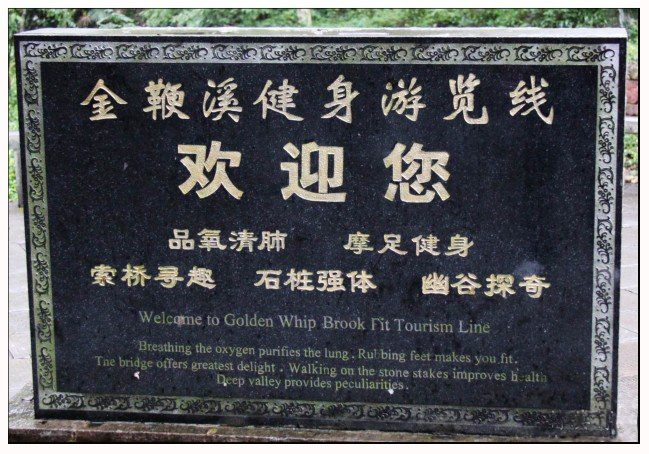 金鞭溪健身游览线
欢迎您
品氧清肺 摩足健身
索桥寻趣 石桩强体 幽谷探奇
Welcome to Golden Whip Brook Fit Tourism Line
Breathing the oxygen purifies the lung. Rubbing feet makes you fit.
The bridge offers greatest delight. Walking on the stone stakes improves health
Deep valley provides peculiarities.